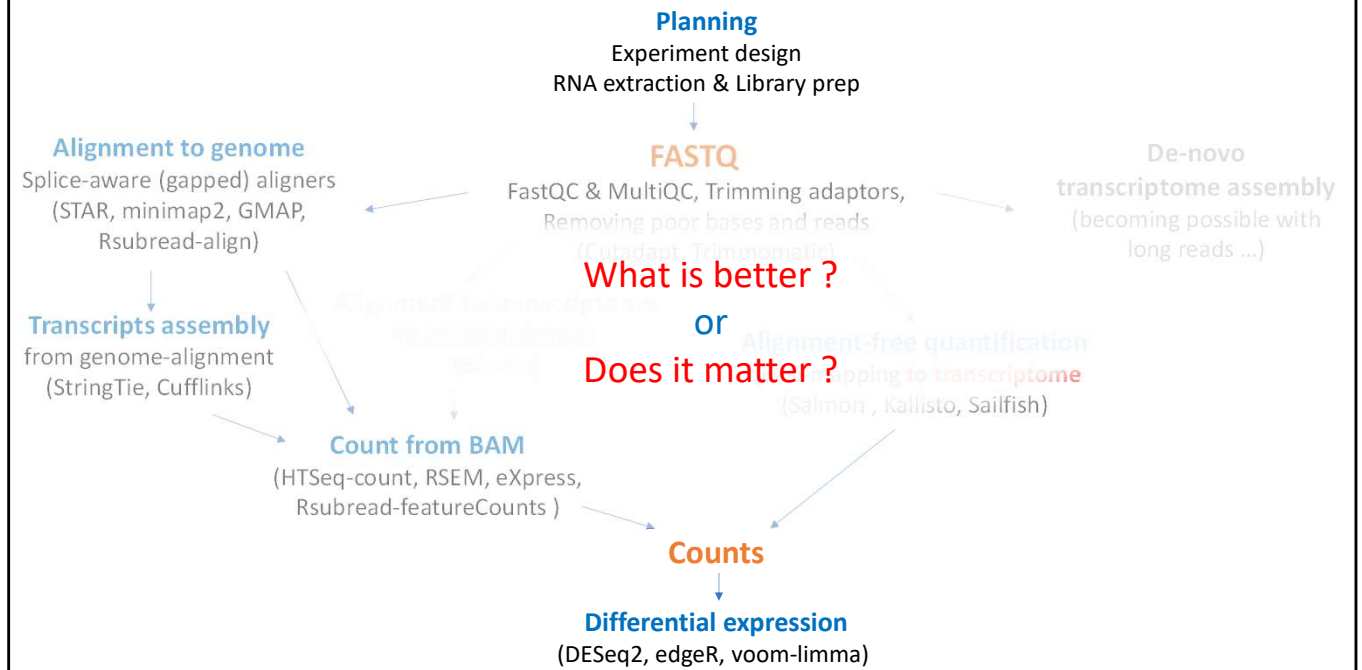 Planning
Experiment design
RNA extraction & Library prep
Alignment to genome
Splice-aware (gapped) aligners
(STAR, minimap2, GMAP,
Rsubread-align)
FASTQ
FastQC & MultiQC, Trimming adaptors,
Removing poor bases and reads
(Cutadapt, Trimmomatic)
De-novo
transcriptome assembly
(becoming possible with
long reads ...)
What is better ?
or
Does it matter ?
Transcripts assembly
from genome-alignment
(StringTie, Cufflinks)
Alignment to transcriptome
Alignment-free quantification
mapping to transcriptome
(Salmon , Kallisto, Sailfish)
Count from BAM
(HTSeq-count, RSEM, eXpress,
Rsubread-featureCounts )
Counts
Differential expression
(DESeq2, edgeR, voom-limma)